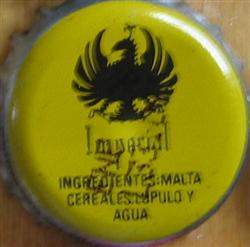 Imperial
INGREDIENTES:MALTA
CEREALES.LUPULO Y
AGUA